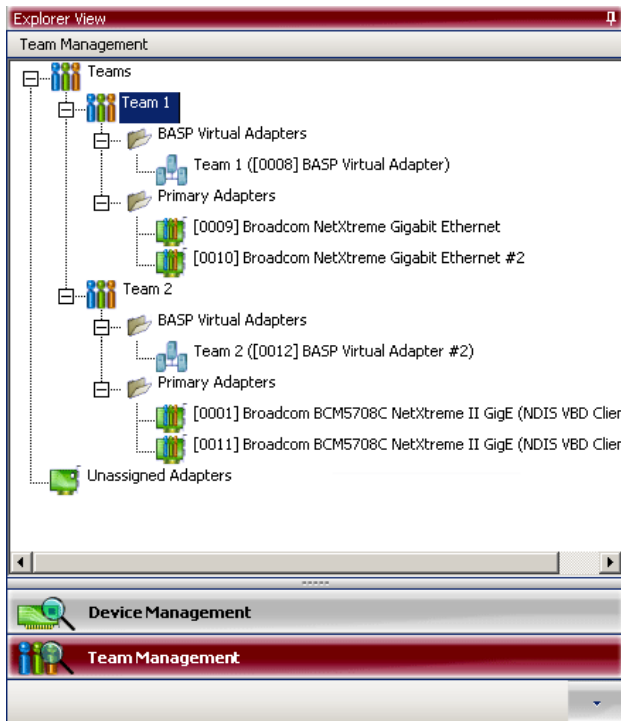 Explorer View
Team Management
Teams
Team 1
BASP Virtual Adapters
Team 1 ([0008] BASP Virtual Adapter)
Primary Adapters
[0009] Broadcom NetXtreme Gigabit Ethernet
[0010] Broadcom NetXtreme Gigabit Ethernet #2
Team 2
BASP Virtual Adapters
Team 2 ([0012] BASP Virtual Adapter #2)
Primary Adapters
[0001] Broadcom BCM5708C NetXtreme II GigE (NDIS VBD Clier
[0011] Broadcom BCM5708C NetXtreme II GigE (NDIS VBD Clier
Unassigned Adapters
Device Management
Team Management